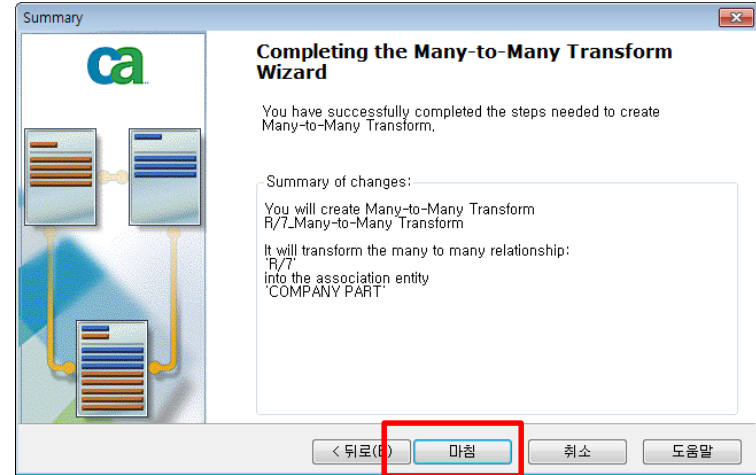 Summary
ca
Completing the Many-to-Many Transform
Wizard
You have successfully completed the steps needed to create
Many-to-Many Transform.
Summary of changes:
You will create Many-to-Many Transform
R/7_Many-to-Many Transform
It will transform the many to many relationship:
'R/7'
into the association entity
'COMPANY PART'
< 뒤로(B) 마침 취소 도움말